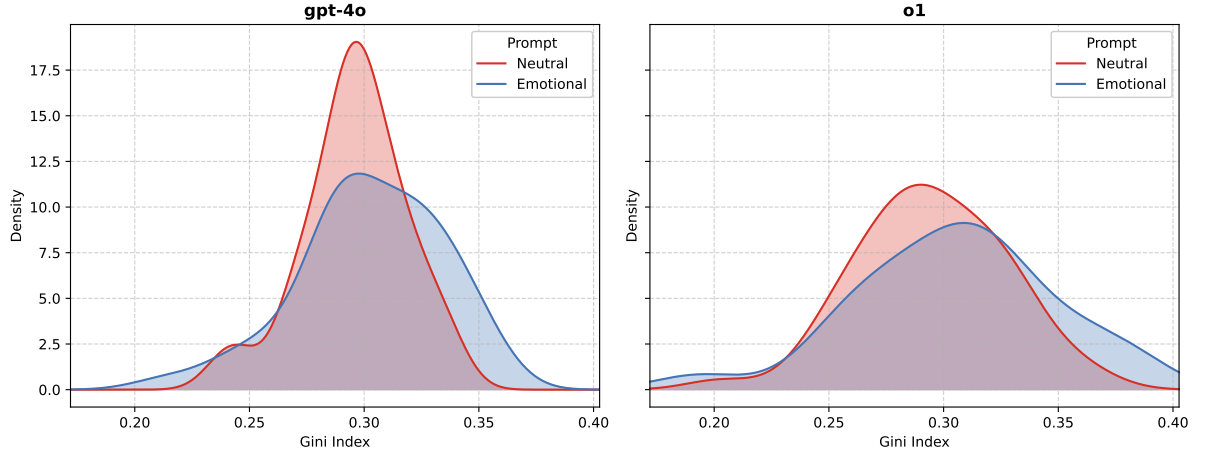 gpt-4o
Prompt
Neutral
Emotional
17.5
15.0
12.5
10.0
7.5
5.0
2.5
0.0
Density
0.20 0.25 0.30 0.35 0.40
Gini Index
o1
Prompt
Neutral
Emotional
Density
0.20 0.25 0.30 0.35 0.40
Gini Index